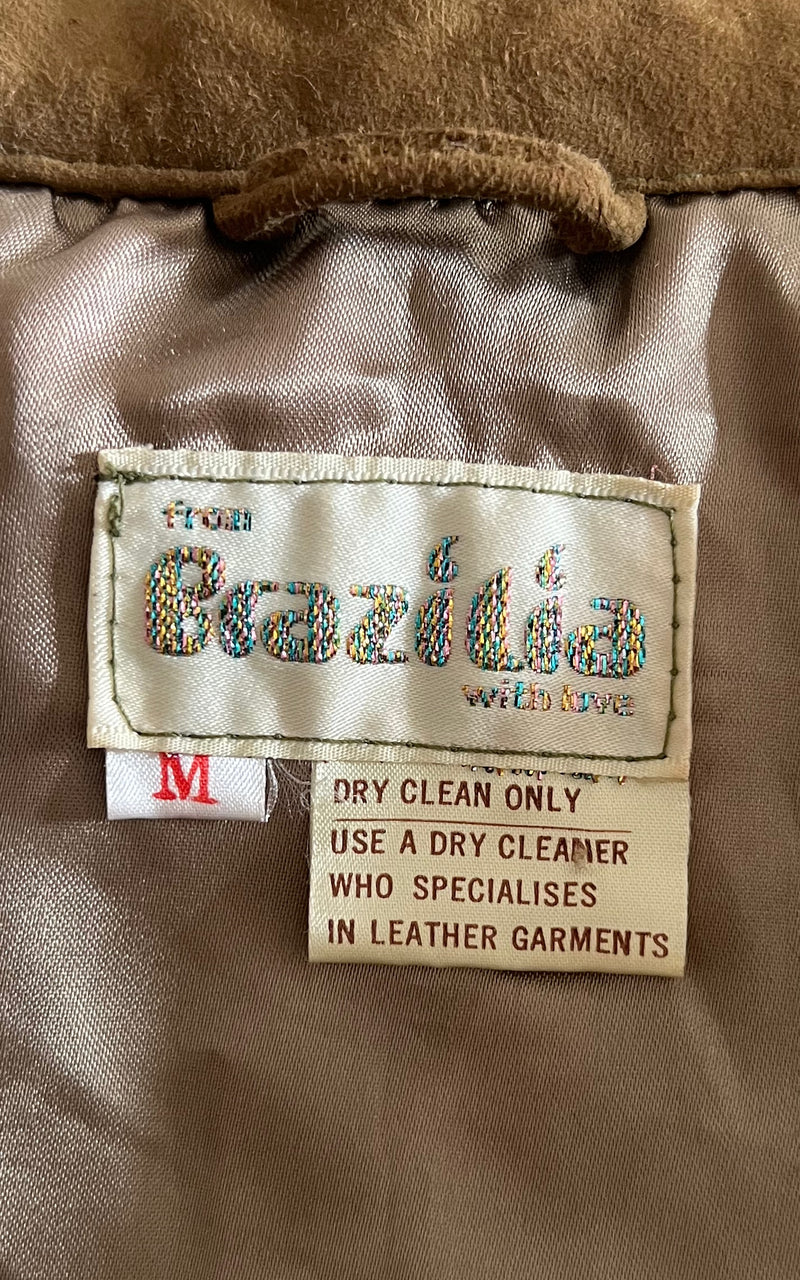 from
Brazilia
with love
M
DRY CLEAN ONLY
USE A DRY CLEANER
WHO SPECIALISES
IN LEATHER GARMENTS